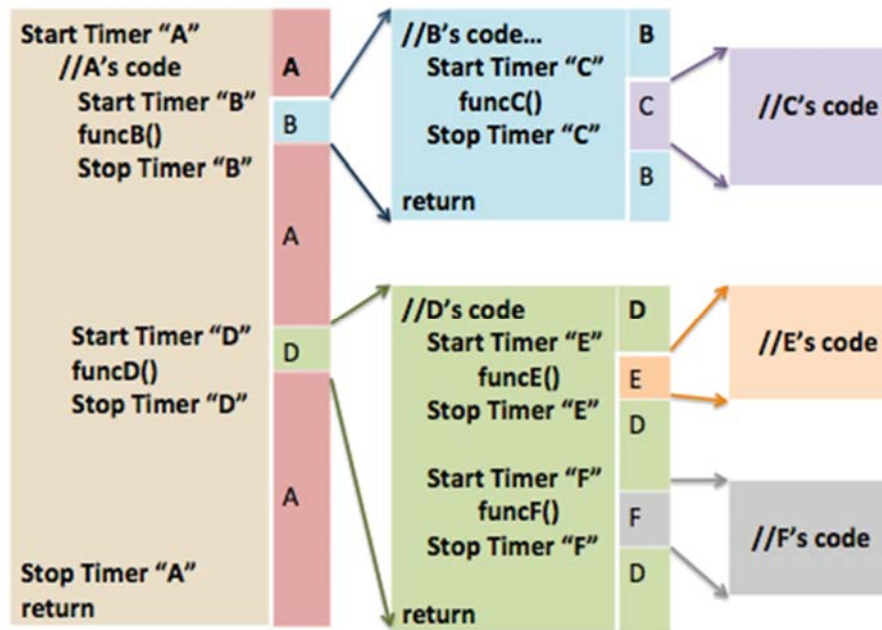 Start Timer “A”
//A's code
Start Timer “B”
funcB()
Stop Timer “B”
Start Timer “D”
funcD()
Stop Timer “D”
Stop Timer “A”
return
A
B
A
D
A
//B's code...
Start Timer “C”
funcC()
Stop Timer “C”
return
B
C
B
//C's code
//D's code
Start Timer “E”
funcE()
Stop Timer “E”
Start Timer “F”
funcF()
Stop Timer “F”
return
D
E
D
F
D
//E's code
//F's code